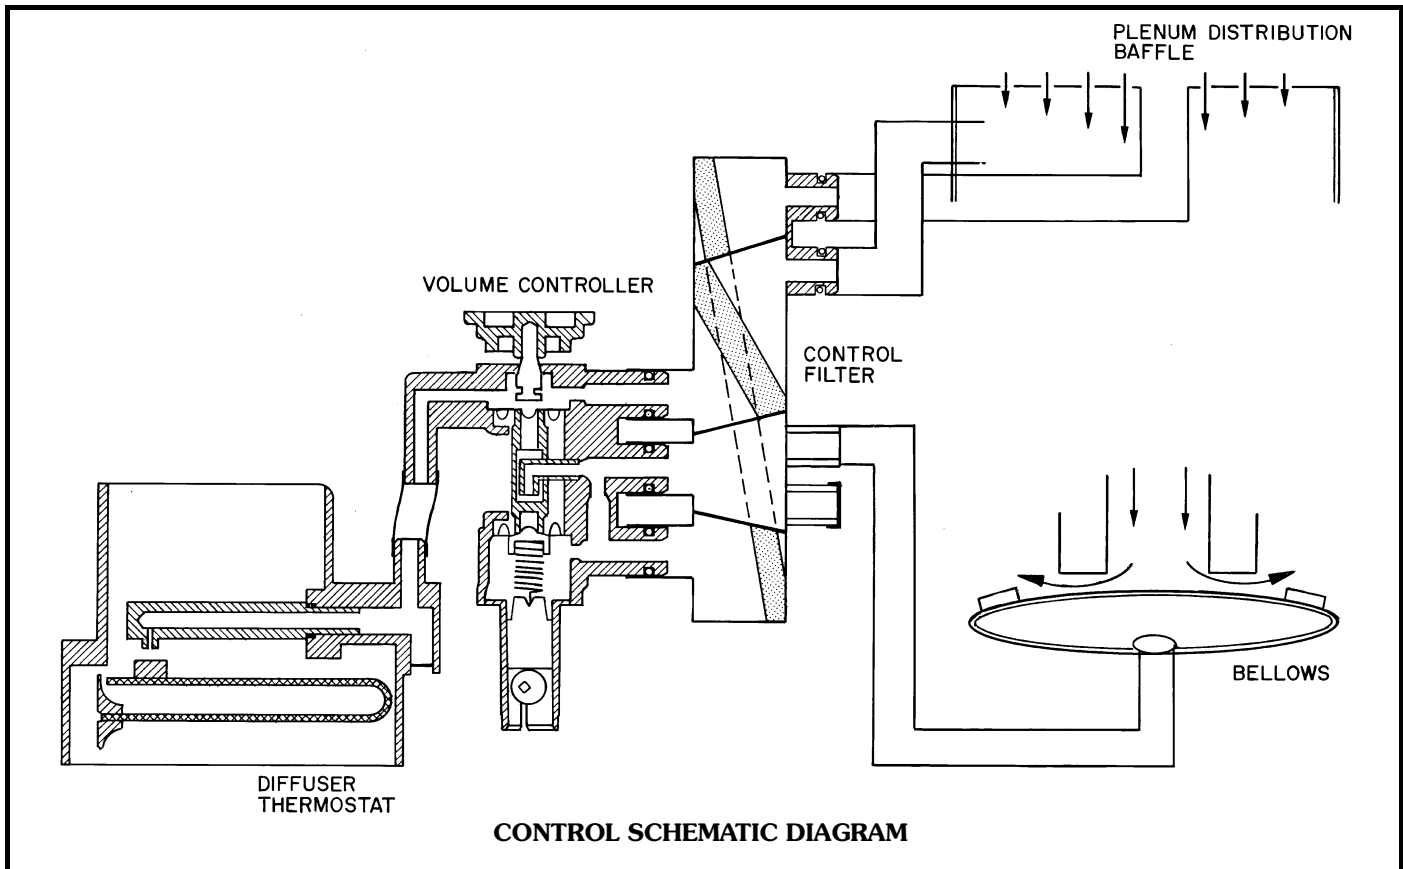 PLENUM DISTRIBUTION
BAFFLE
VOLUME CONTROLLER
CONTROL
FILTER
BELLOWS
DIFFUSER
THERMOSTAT
CONTROL SCHEMATIC DIAGRAM